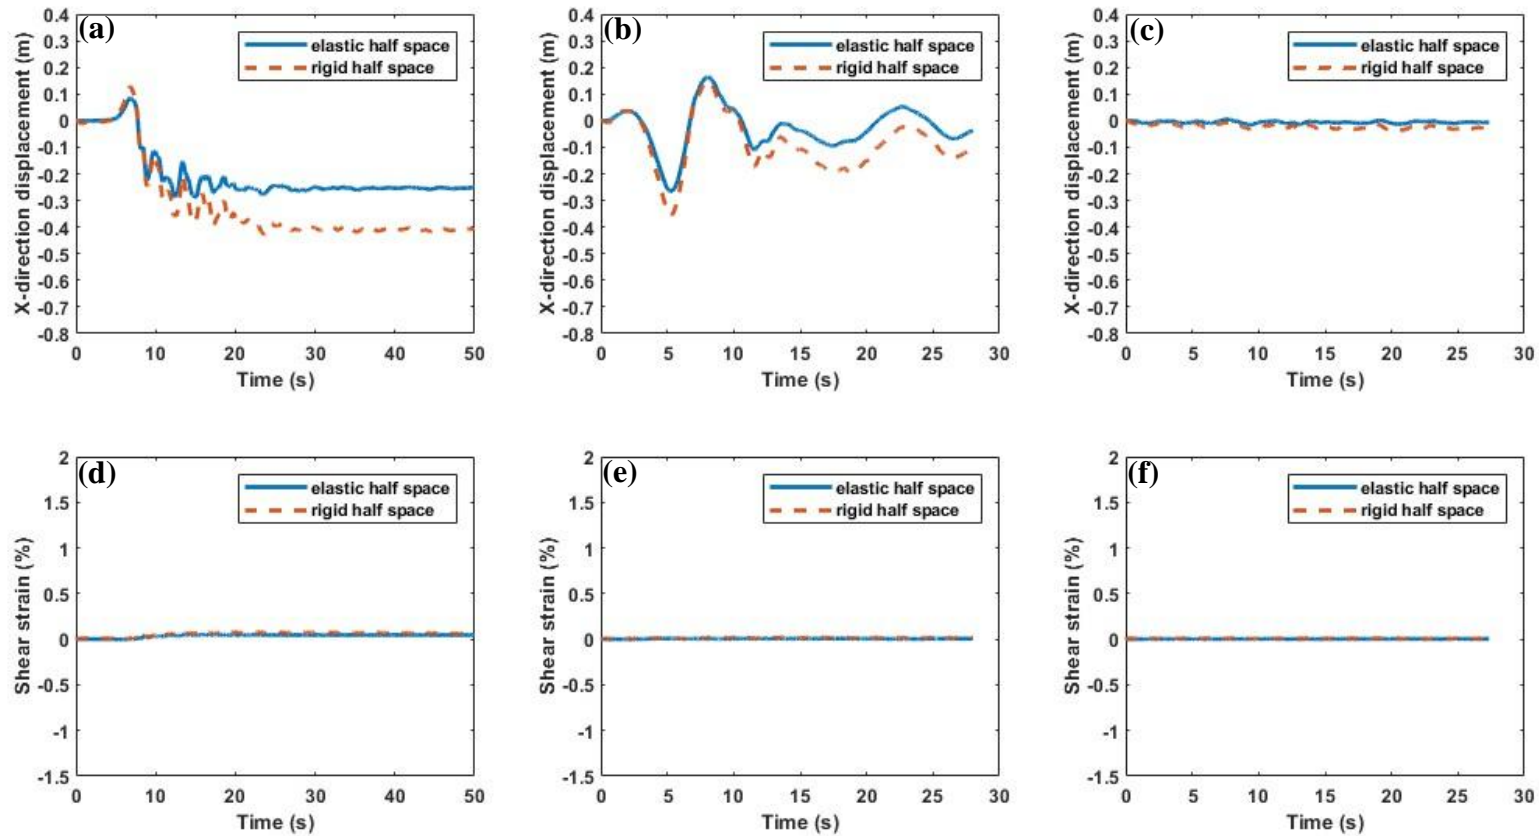 (a)
elastic half space
rigid half space
X-direction displacement (m)
0.4
0.3
0.2
0.1
0
-0.1
-0.2
-0.3
-0.4
-0.5
-0.6
-0.7
-0.8
0 10 20 30 40 50
Time (s)
(b)
elastic half space
rigid half space
X-direction displacement (m)
0.4
0.3
0.2
0.1
0
-0.1
-0.2
-0.3
-0.4
-0.5
-0.6
-0.7
-0.8
0 5 10 15 20 25 30
Time (s)
(c)
elastic half space
rigid half space
X-direction displacement (m)
0.4
0.3
0.2
0.1
0
-0.1
-0.2
-0.3
-0.4
-0.5
-0.6
-0.7
-0.8
0 5 10 15 20 25 30
Time (s)
(d)
elastic half space
rigid half space
Shear strain (%)
2
1.5
1
0.5
0
-0.5
-1
-1.5
0 10 20 30 40 50
Time (s)
(e)
elastic half space
rigid half space
Shear strain (%)
2
1.5
1
0.5
0
-0.5
-1
-1.5
0 5 10 15 20 25 30
Time (s)
(f)
elastic half space
rigid half space
Shear strain (%)
2
1.5
1
0.5
0
-0.5
-1
-1.5
0 5 10 15 20 25 30
Time (s)